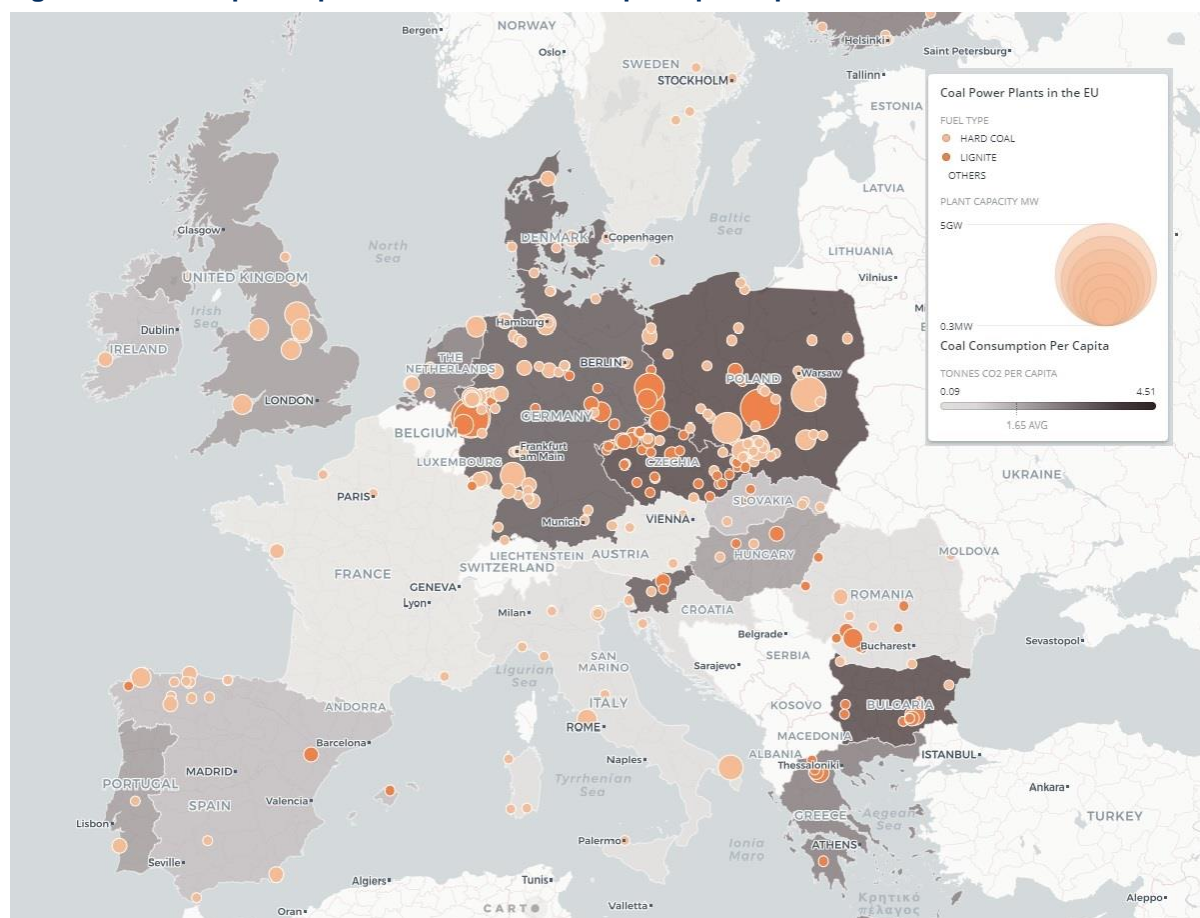 NORWAY
Bergen
Oslo
Helsinki
Saint Petersburg
SWEDEN
STOCKHOLM
Tallinn
ESTONIA
Coal Power Plants in the EU
FUEL TYPE
HARD COAL
LIGNITE
OTHERS
PLANT CAPACITY MW
5GW
0.3MW
Coal Consumption Per Capita
TONNES CO2 PER CAPITA
0.09
4.51
1.65 AVG
LATVIA
Baltic
Sea
Glasgow
North
Sea
DENMARK
Copenhagen
LITHUANIA
Vilnius
UNITED KINGDOM
Irish
Sea
Dublin
IRELAND
Hamburg
THE
NETHERLANDS
BERLIN
POLAND
Warsaw
LONDON
BELGIUM
GERMANY
Frankfurt
am Main
LUXEMBOURG
CZECHIA
UKRAINE
PARIS
SLOVAKIA
Munich
VIENNA
LIECHTENSTEIN
AUSTRIA
SWITZERLAND
HUNGARY
MOLDOVA
FRANCE
GENEVA
Lyon
Milan
CROATIA
ROMANIA
Belgrade
Bucharest
Sevastopol
SERBIA
Sarajevo
SAN
MARINO
Ligurian
Sea
ITALY
ROME
KOSOVO
BULGARIA
ANDORRA
MACEDONIA
ALBANIA
Thessaloniki
ISTANBUL
Barcelona
MADRID
PORTUGAL
SPAIN
Valencia
Lisbon
Naples
Tyrrhenian
Sea
Ankara
TURKEY
GREECE
Aegean
Sea
Palermo
Ionia
Maro
ATHENS
Seville
Algiers
Tunis
Valletta
Oran
CARTO
Κρητικό
πέλαγος
Aleppo